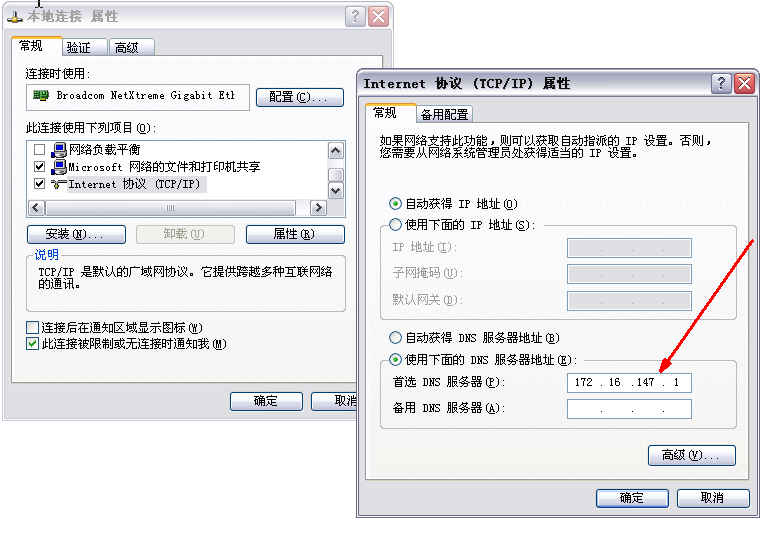 本地连接 属性
常规 验证 高级
连接时使用:
Broadcom NetXtreme Gigabit Etl
配置(C)...
此连接使用下列项目(O):
网络负载平衡
Microsoft 网络的文件和打印机共享
Internet 协议 (TCP/IP)
安装(N)... 卸载(U) 属性(R)
说明
TCP/IP 是默认的广域网协议。它提供跨越多种互联网络
的通讯。
连接后在通知区域显示图标(W)
此连接被限制或无连接时通知我(M)
确定 取消
Internet 协议 (TCP/IP) 属性
常规 备用配置
如果网络支持此功能，则可以获取自动指派的 IP 设置。否则，
您需要从网络系统管理员处获得适当的 IP 设置。
自动获得 IP 地址(O)
使用下面的 IP 地址(S):
IP 地址(I):
子网掩码(U):
默认网关(D):
自动获得 DNS 服务器地址(B)
使用下面的 DNS 服务器地址(E):
首选 DNS 服务器(P): 172 . 16 .147 . 1
备用 DNS 服务器(A): . . .
高级(V)...
确定 取消